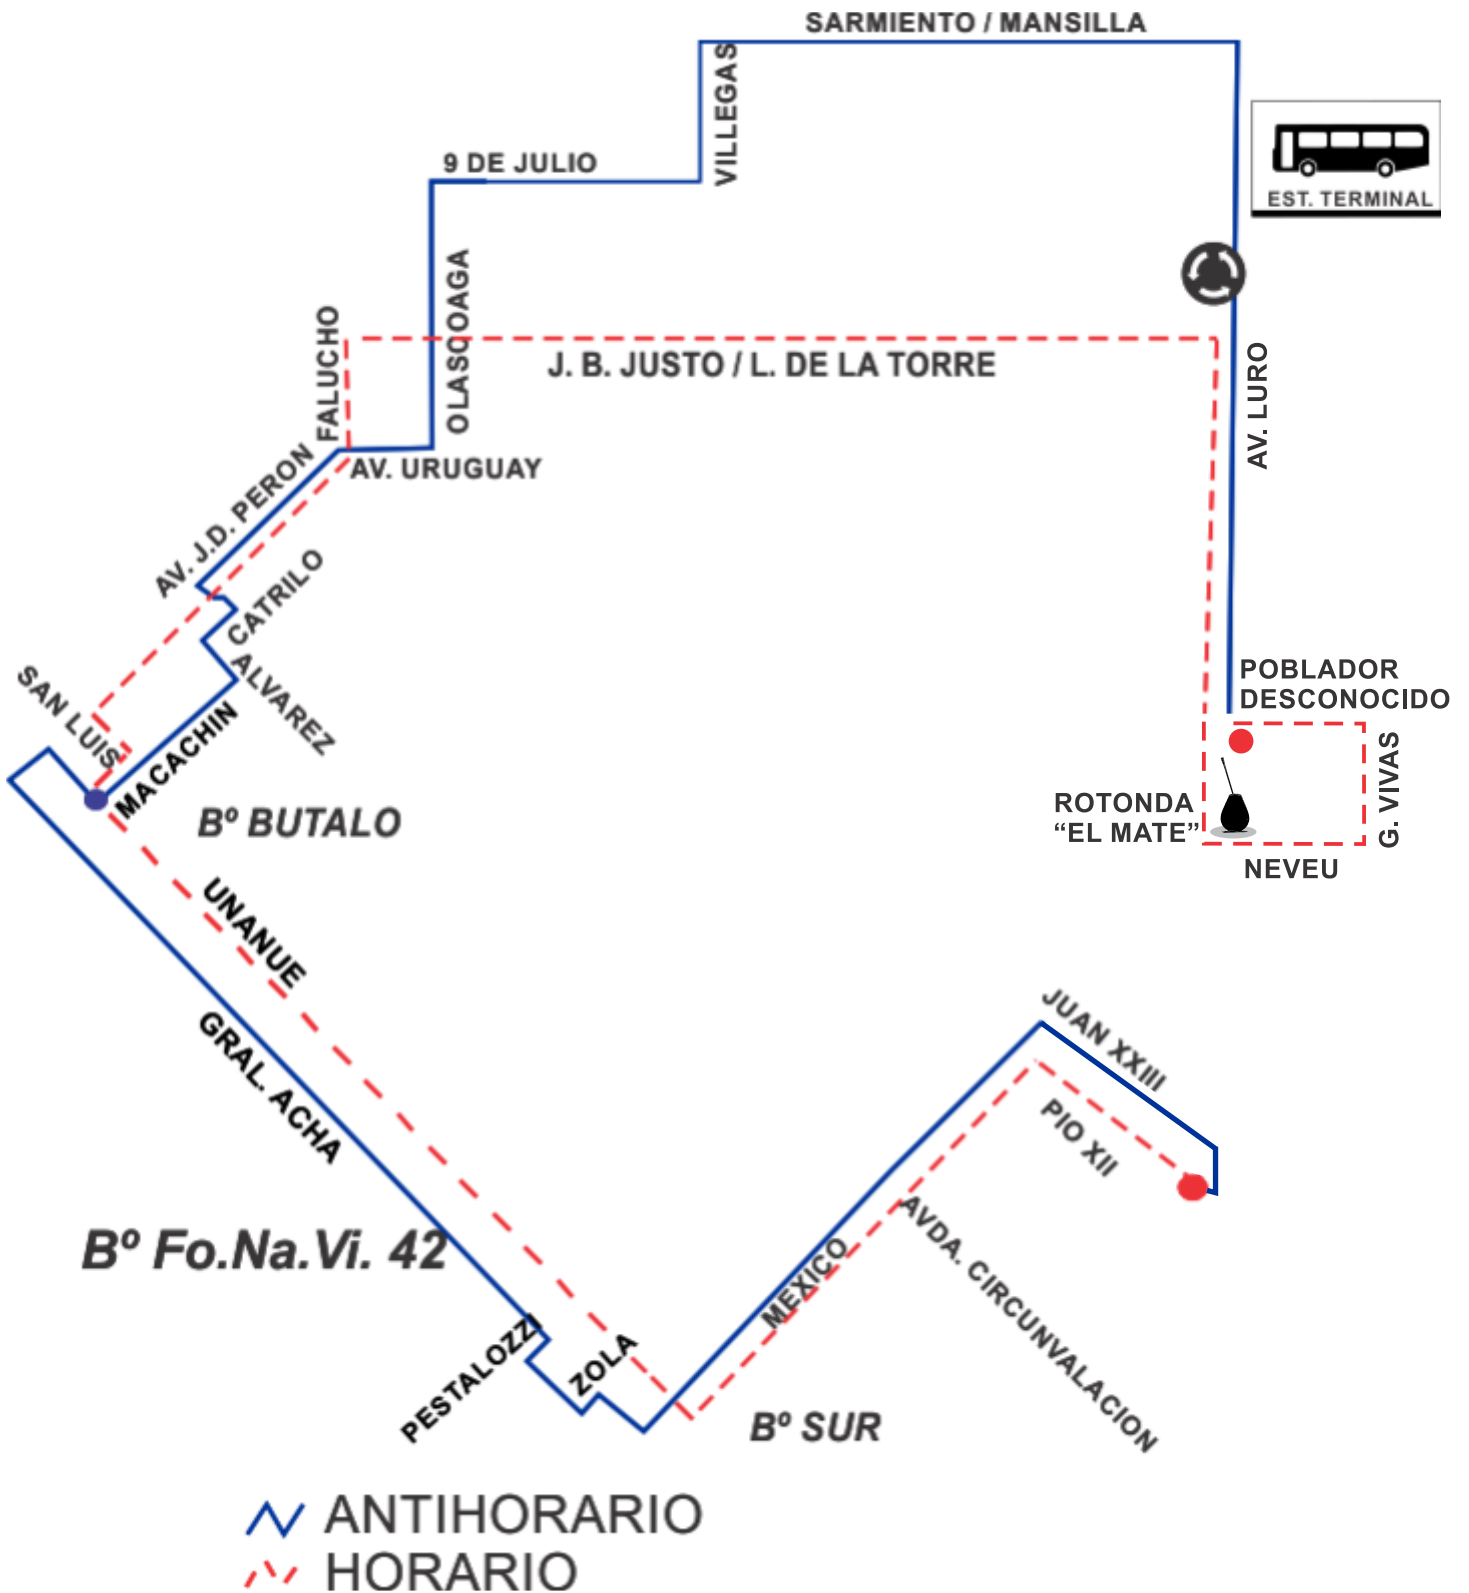 SARMIENTO / MANSILLA
VILLEGAS
9 DE JULIO
EST. TERMINAL
OLASCOAGA
FALUCHO
J. B. JUSTO / L. DE LA TORRE
AV. LURO
AV. URUGUAY
AV. J.D. PERON
CATRILO
ALVAREZ
SAN LUIS
MACACHIN
POBLADOR
DESCONOCIDO
G. VIVAS
ROTONDA
“EL MATE”
NEVEU
Bº BUTALO
UNANUE
GRAL. ACHA
JUAN XXIII
PIO XII
Bº Fo.Na.Vi. 42
AVDA. CIRCUNVALACION
MEXICO
PESTALOZZI
ZOLA
Bº SUR
ANTIHORARIO
HORARIO